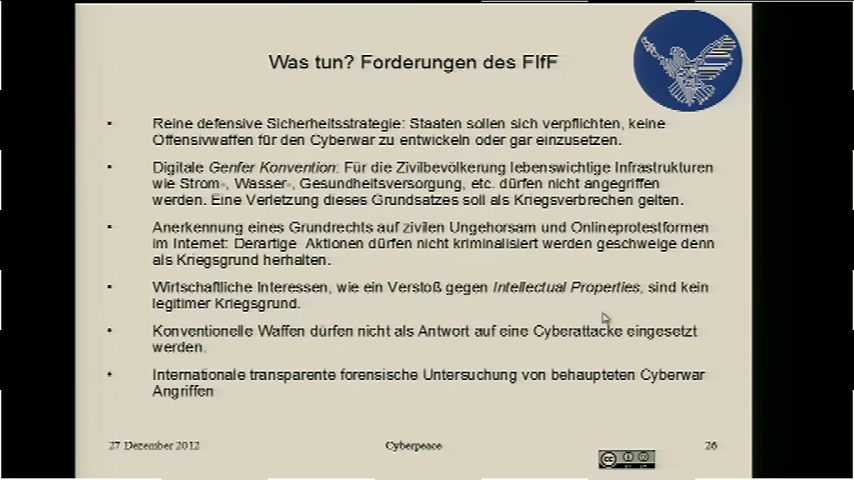 Was tun? Forderungen des FIfF
• Reine defensive Sicherheitsstrategie: Staaten sollen sich verpflichten, keine
Offensivwaffen für den Cyberwar zu entwickeln oder gar einzusetzen.
• Digitale Genfer Konvention: Für die Zivilbevölkerung lebenswichtige Infrastrukturen
wie Strom-, Wasser-, Gesundheitsversorgung, etc. dürfen nicht angegriffen
werden. Eine Verletzung dieses Grundsatzes soll als Kriegsverbrechen gelten.
• Anerkennung eines Grundrechts auf zivilen Ungehorsam und Onlineprotestformen
im Internet: Derartige Aktionen dürfen nicht kriminalisiert werden geschweige denn
als Kriegsgrund herhalten.
• Wirtschaftliche Interessen, wie ein Verstoß gegen Intellectual Properties, sind kein
legitimer Kriegsgrund.
• Konventionelle Waffen dürfen nicht als Antwort auf eine Cyberattacke eingesetzt
werden.
• Internationale transparente forensische Untersuchung von behaupteten Cyberwar
Angriffen
27 Dezember 2012 Cyberpeace 26